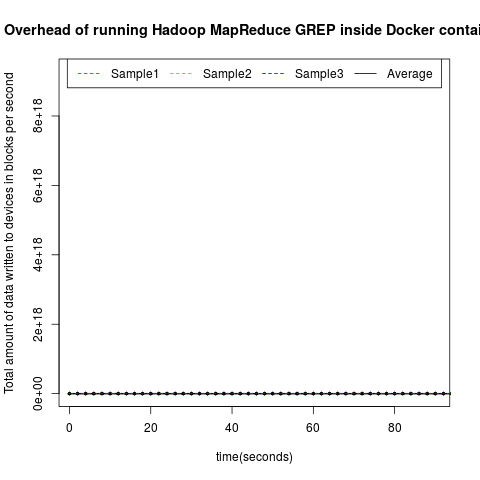 Overhead of running Hadoop MapReduce GREP inside Docker contai
Sample1 Sample2 Sample3 Average
Total amount of data written to devices in blocks per second
8e+18
6e+18
4e+18
2e+18
0e+00
0 20 40 60 80
time(seconds)